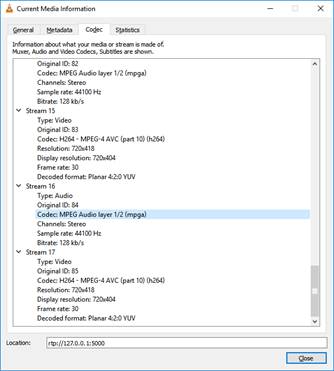 Current Media Information
General Metadata Codec Statistics
Information about what your media or stream is made of.
Muxer, Audio and Video Codecs, Subtitles are shown.
Original ID: 82
Codec: MPEG Audio layer 1/2 (mpga)
Channels: Stereo
Sample rate: 44100 Hz
Bitrate: 128 kb/s
Stream 15
Type: Video
Original ID: 83
Codec: H264 - MPEG-4 AVC (part 10) (h264)
Resolution: 720x418
Display resolution: 720x404
Frame rate: 30
Decoded format: Planar 4:2:0 YUV
Stream 16
Type: Audio
Original ID: 84
Codec: MPEG Audio layer 1/2 (mpga)
Channels: Stereo
Sample rate: 44100 Hz
Bitrate: 128 kb/s
Stream 17
Type: Video
Original ID: 85
Codec: H264 - MPEG-4 AVC (part 10) (h264)
Resolution: 720x418
Display resolution: 720x404
Frame rate: 30
Decoded format: Planar 4:2:0 YUV
Location: rtp://127.0.0.1:5000
Close